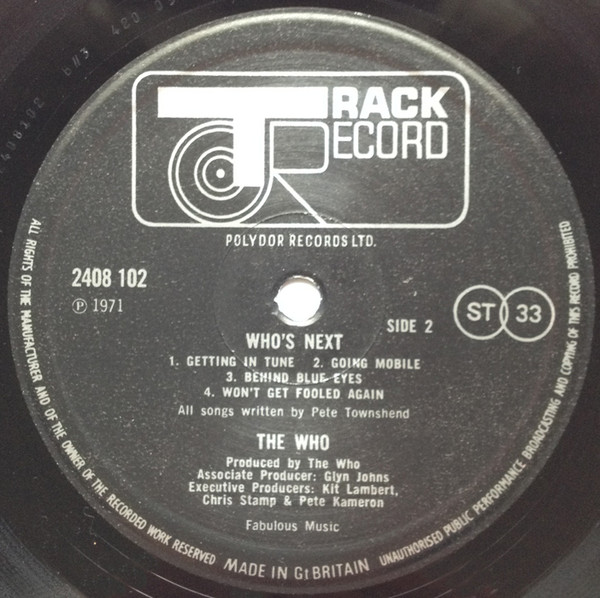 TRACK
RECORD
POLYDOR RECORDS LTD.
2408 102
Ⓟ 1971
SIDE 2
ST 33
WHO'S NEXT
1. GETTING IN TUNE 2. GOING MOBILE
3. BEHIND BLUE EYES
4. WON'T GET FOOLED AGAIN
All songs written by Pete Townshend
THE WHO
Produced by The Who
Associate Producer: Glyn Johns
Executive Producers: Kit Lambert,
Chris Stamp & Pete Kameron
Fabulous Music
ALL RIGHTS OF THE MANUFACTURER AND OF THE OWNER OF THE RECORDED WORK RESERVED
MADE IN Gt BRITAIN
UNAUTHORISED PUBLIC PERFORMANCE BROADCASTING AND COPYING OF THIS RECORD PROHIBITED